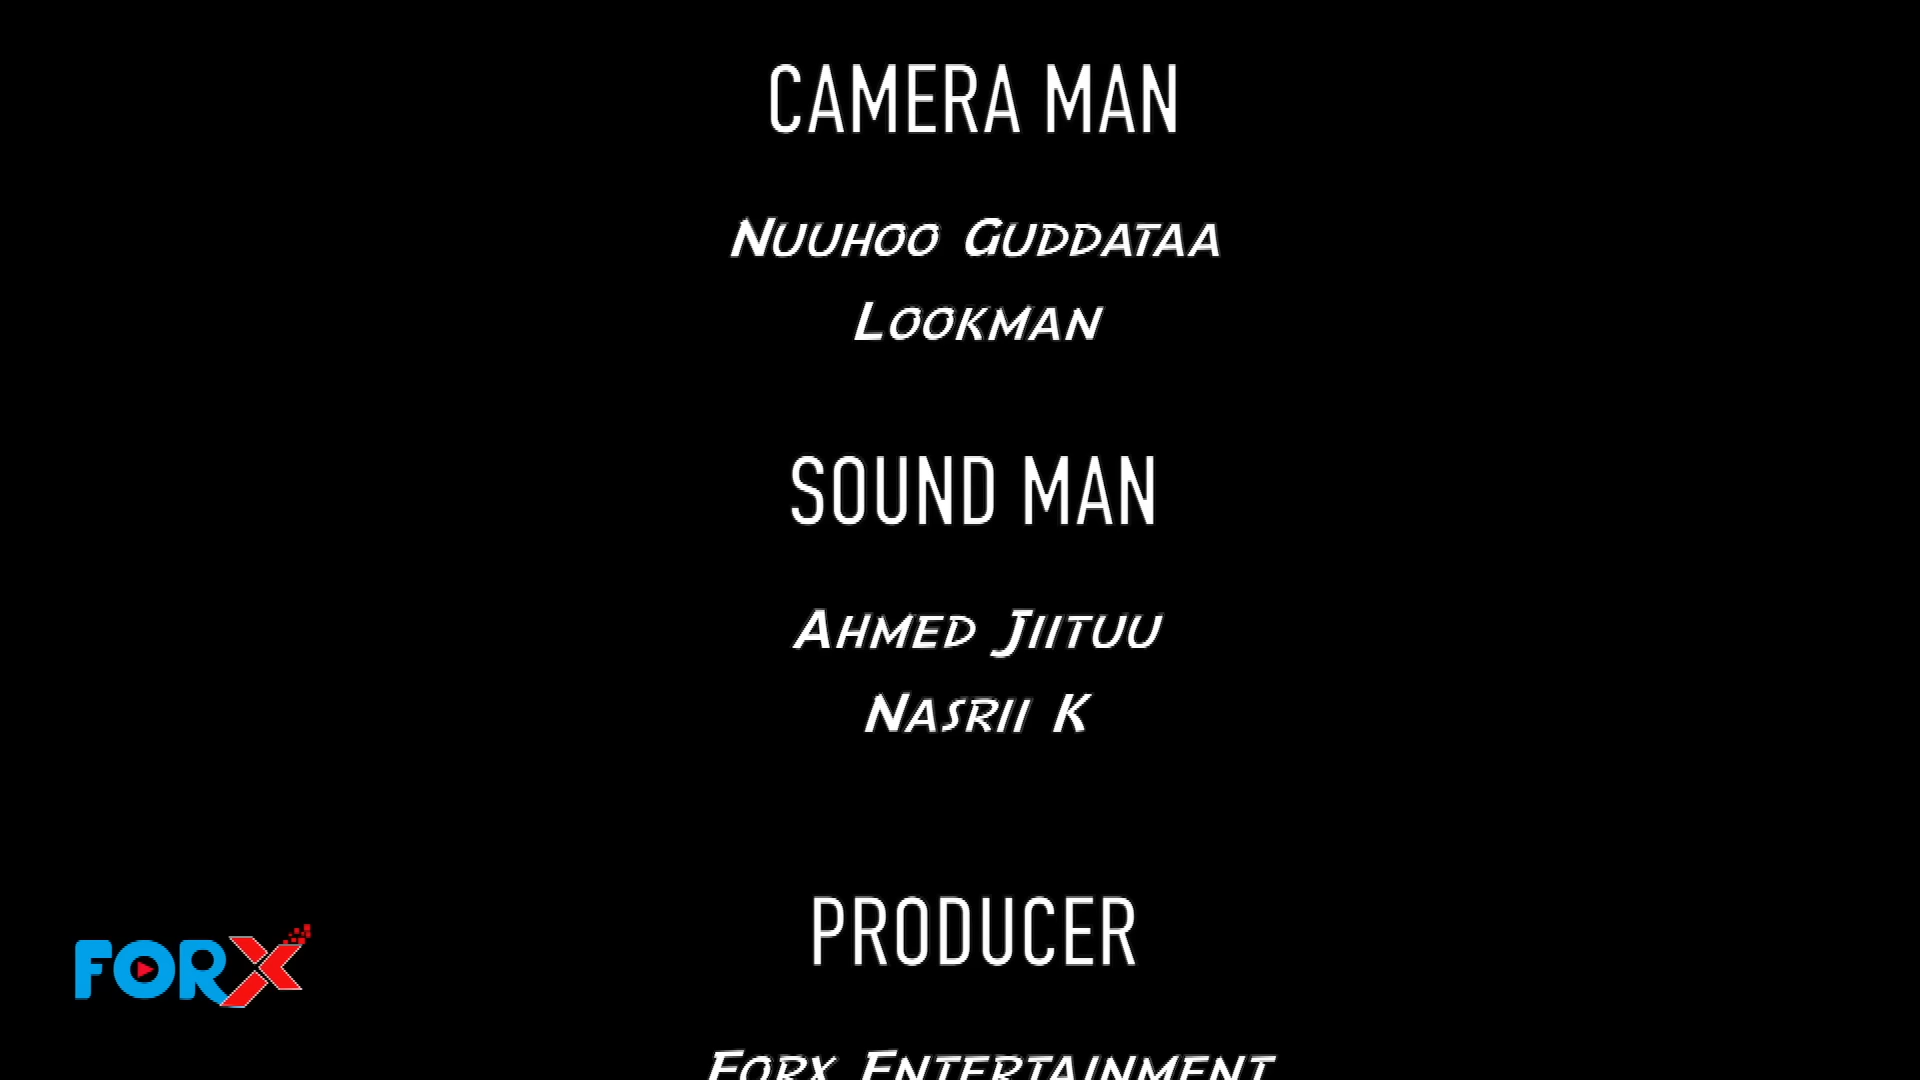 CAMERA MAN
NUUHOO GUDDATAA
LOOKMAN
SOUND MAN
AHMED JIITUU
NASRII K
PRODUCER
FORX
FORX ENTERTAINMENT